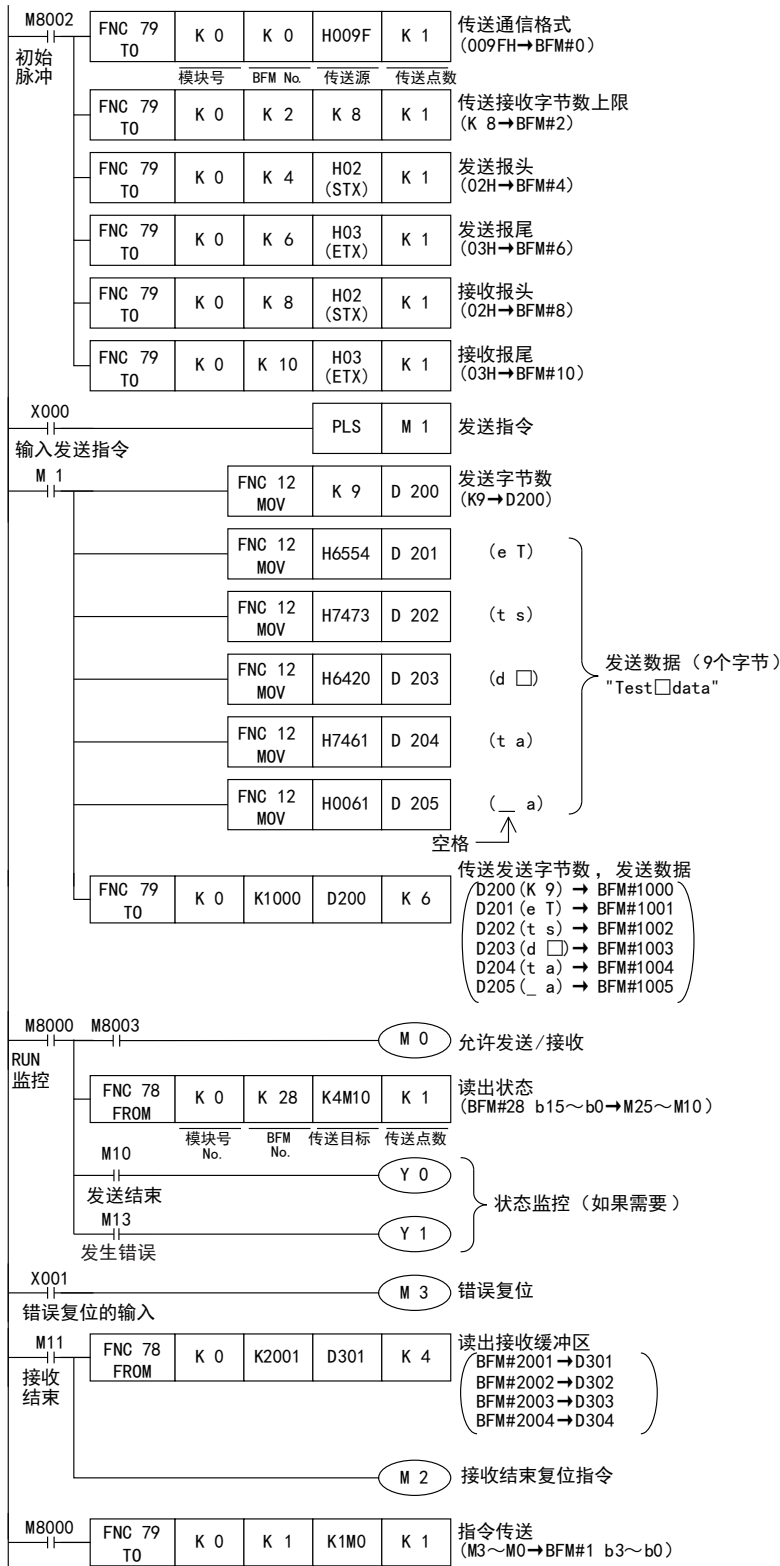 M8002
初始
脉冲
FNC 79
TO
K 0
K 0
H009F
K 1
传送通信格式
(009FH→BFM#0)
模块号
BFM No.
传送源
传送点数
FNC 79
TO
K 0
K 2
K 8
K 1
传送接收字节数上限
(K 8→BFM#2)
FNC 79
TO
K 0
K 4
H02
(STX)
K 1
发送报头
(02H→BFM#4)
FNC 79
TO
K 0
K 6
H03
(ETX)
K 1
发送报尾
(03H→BFM#6)
FNC 79
TO
K 0
K 8
H02
(STX)
K 1
接收报头
(02H→BFM#8)
FNC 79
TO
K 0
K 10
H03
(ETX)
K 1
接收报尾
(03H→BFM#10)
X000
输入发送指令
PLS
M 1
发送指令
M 1
FNC 12
MOV
K 9
D 200
发送字节数
(K9→D200)
FNC 12
MOV
H6554
D 201
(e T)
FNC 12
MOV
H7473
D 202
(t s)
FNC 12
MOV
H6420
D 203
(d □)
FNC 12
MOV
H7461
D 204
(t a)
FNC 12
MOV
H0061
D 205
(_ a)
空格
发送数据（9个字节）
"Test□data"
FNC 79
TO
K 0
K1000
D200
K 6
传送发送字节数，发送数据
D200(K 9) → BFM#1000
D201(e T) → BFM#1001
D202(t s) → BFM#1002
D203(d □)→ BFM#1003
D204(t a) → BFM#1004
D205(_ a) → BFM#1005
M8000
RUN
监控
M8003
M 0
允许发送/接收
FNC 78
FROM
K 0
K 28
K4M10
K 1
读出状态
(BFM#28 b15～b0→M25～M10)
模块号
No.
BFM
No.
传送目标
传送点数
M10
发送结束
Y 0
M13
发生错误
Y 1
状态监控（如果需要）
X001
错误复位的输入
M 3
错误复位
M11
接收
结束
FNC 78
FROM
K 0
K2001
D301
K 4
读出接收缓冲区
BFM#2001→D301
BFM#2002→D302
BFM#2003→D303
BFM#2004→D304
M 2
接收结束复位指令
M8000
FNC 79
TO
K 0
K 1
K1M0
K 1
指令传送
(M3～M0→BFM#1 b3～b0)